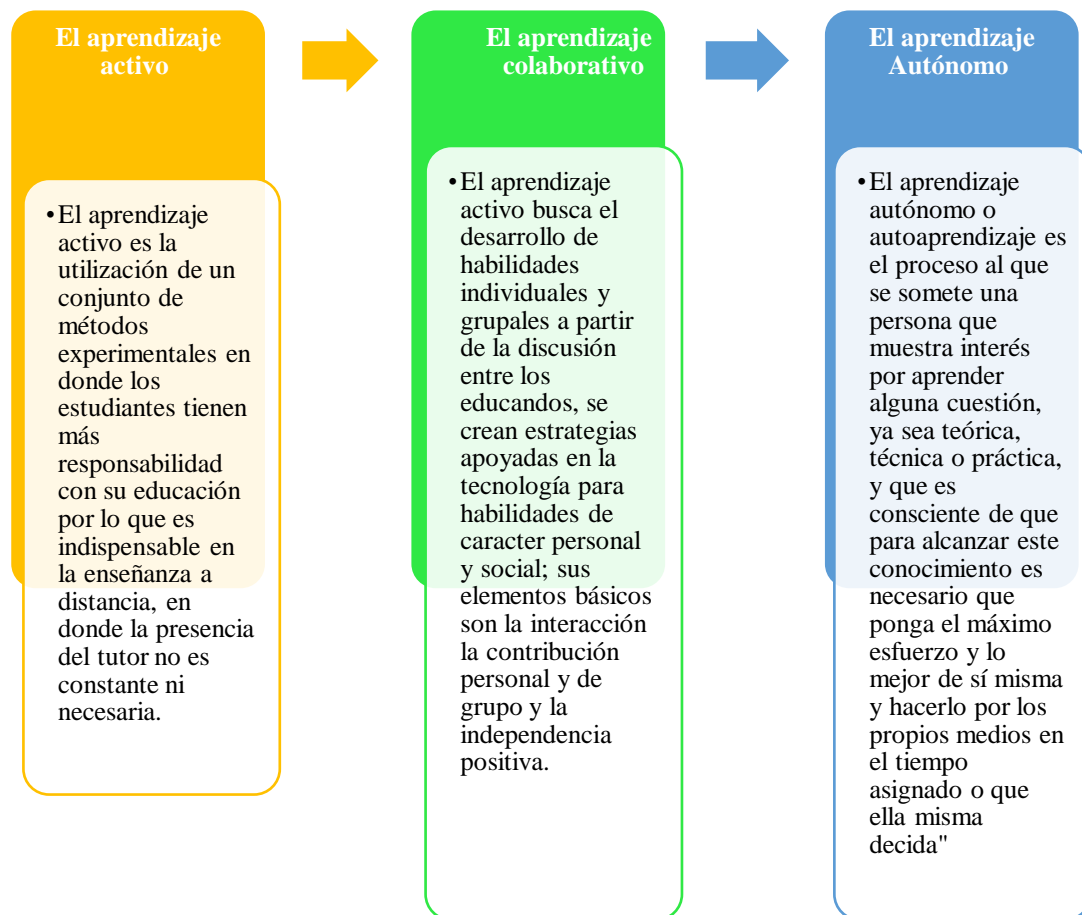 El aprendizaje
activo
•El aprendizaje
activo es la
utilización de un
conjunto de
métodos
experimentales en
donde los
estudiantes tienen
más
responsabilidad
con su educación
por lo que es
indispensable en
la enseñanza a
distancia, en
donde la presencia
del tutor no es
constante ni
necesaria.
El aprendizaje
colaborativo
•El aprendizaje
activo busca el
desarrollo de
habilidades
individuales y
grupales a partir
de la discusión
entre los
educandos, se
crean estrategias
apoyadas en la
tecnología para
habilidades de
caracter personal
y social; sus
elementos básicos
son la interacción
la contribución
personal y de
grupo y la
independencia
positiva.
El aprendizaje
Autónomo
•El aprendizaje
autónomo o
autoaprendizaje es
el proceso al que
se somete una
persona que
muestra interés
por aprender
alguna cuestión,
ya sea teórica,
técnica o práctica,
y que es
consciente de que
para alcanzar este
conocimiento es
necesario que
ponga el máximo
esfuerzo y lo
mejor de sí misma
y hacerlo por los
propios medios en
el tiempo
asignado o que
ella misma
decida"